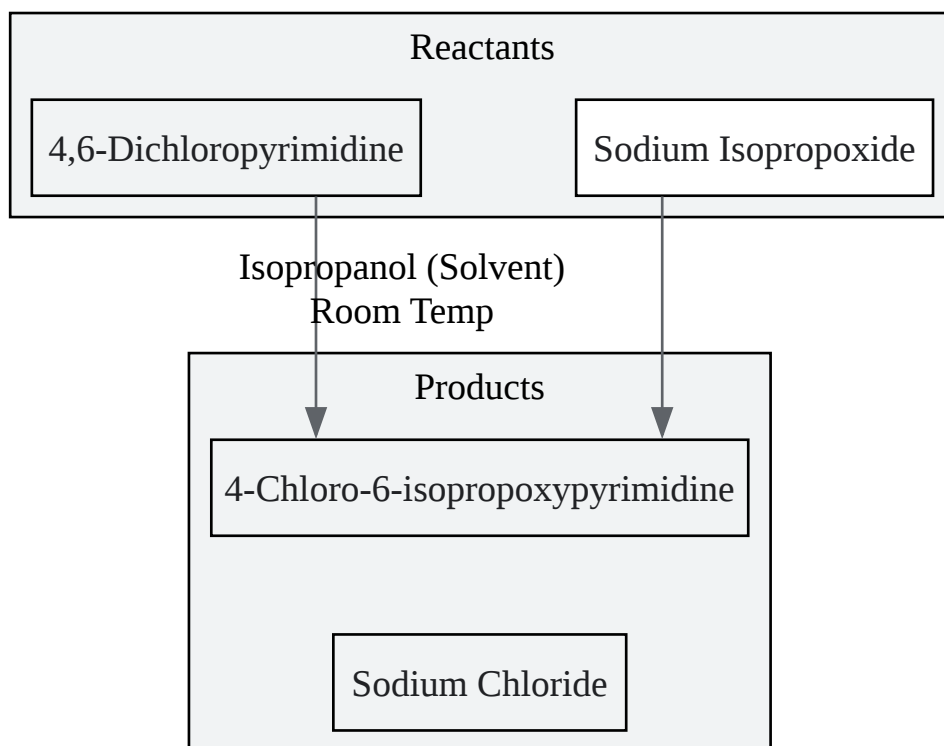 Reactants
4,6-Dichloropyrimidine
Sodium Isopropoxide
Isopropanol (Solvent)
Room Temp
Products
4-Chloro-6-isopropoxypyrimidine
Sodium Chloride